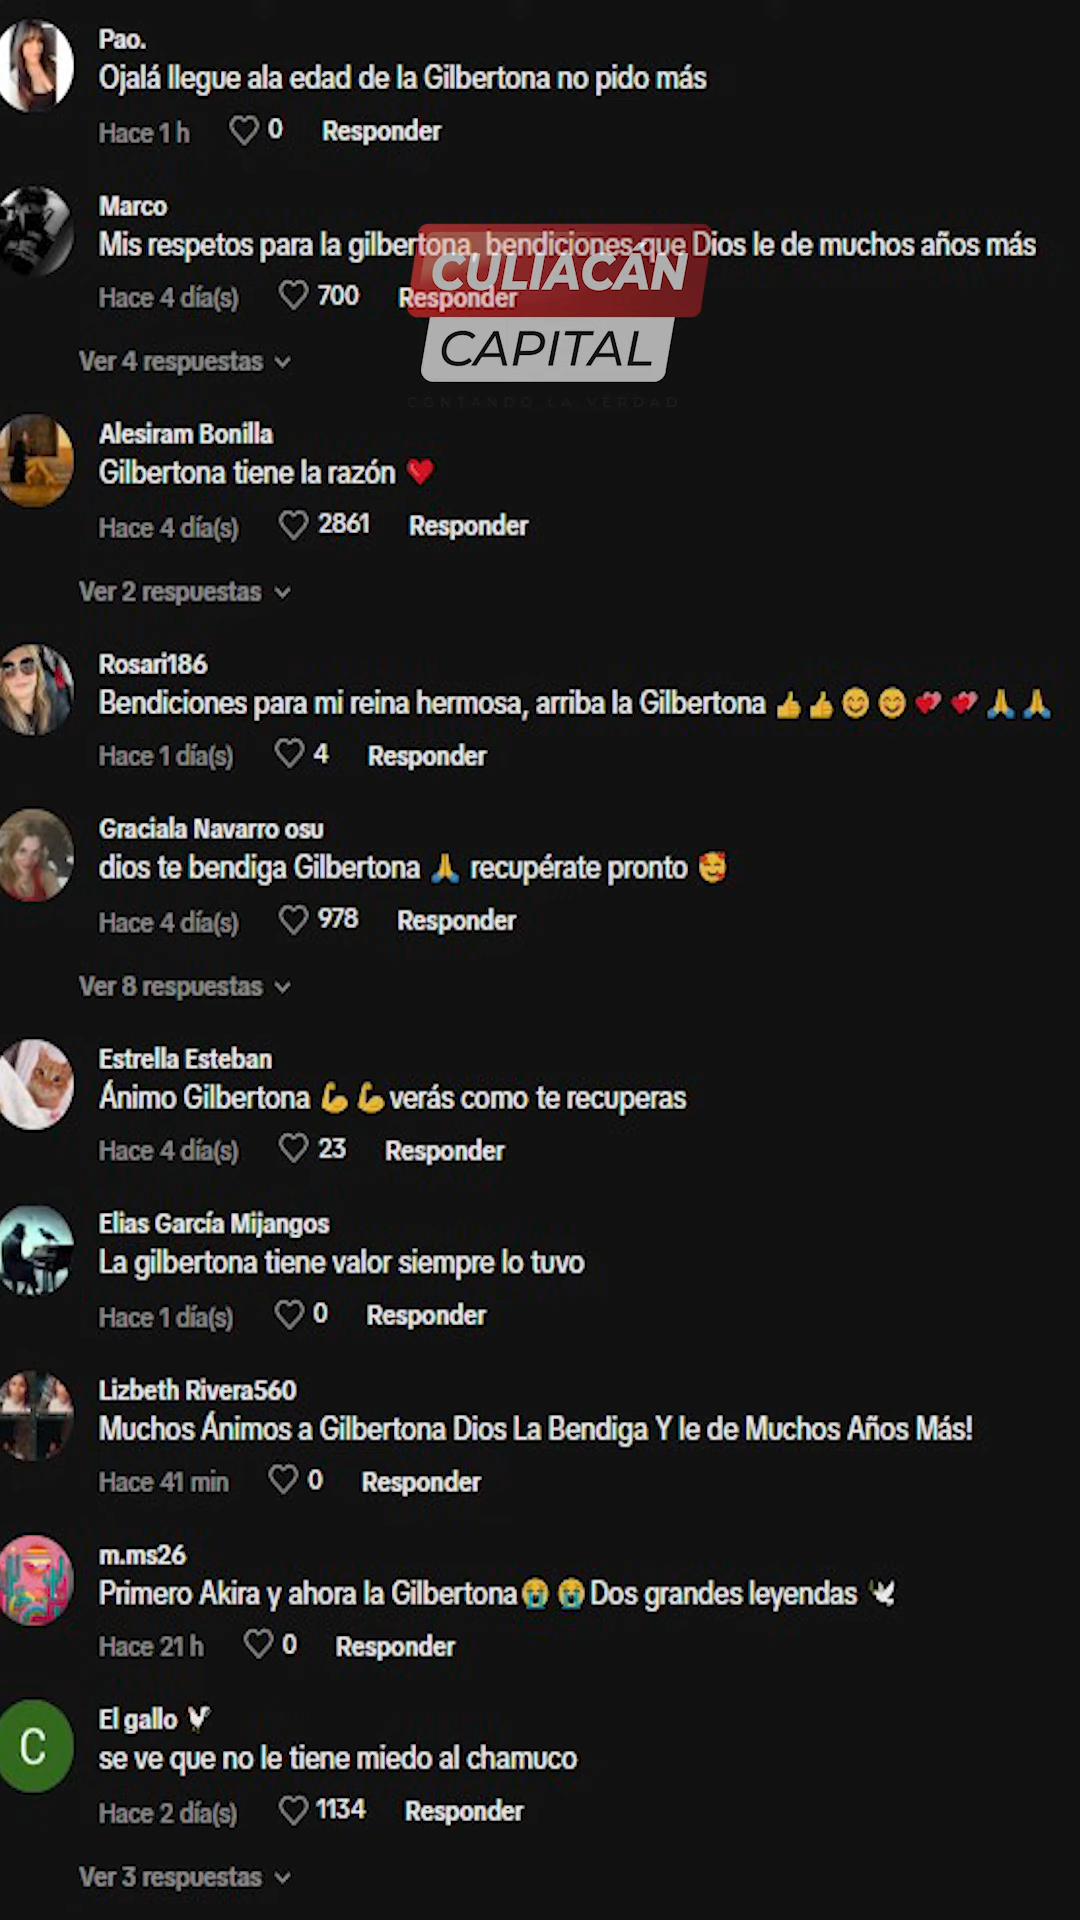 Pao.
Ojalá llegue ala edad de la Gilbertona no pido más
Hace 1 h 0 Responder
Marco
Mis respetos para la gilbertona, bendiciones que Dios le de muchos años más
CULIACÁN
Hace 4 día(s) 700 Responder
CAPITAL
Ver 4 respuestas
CONTANDO LA VERDAD
Alesiram Bonilla
Gilbertona tiene la razón ❤️
Hace 4 día(s) 2861 Responder
Ver 2 respuestas
Rosari186
Bendiciones para mi reina hermosa, arriba la Gilbertona 👍👍😊😊💕💕🙏🙏
Hace 1 día(s) 4 Responder
Graciala Navarro osu
dios te bendiga Gilbertona 🙏 recupérate pronto 🥰
Hace 4 día(s) 978 Responder
Ver 8 respuestas
Estrella Esteban
Ánimo Gilbertona 💪💪verás como te recuperas
Hace 4 día(s) 23 Responder
Elias García Mijangos
La gilbertona tiene valor siempre lo tuvo
Hace 1 día(s) 0 Responder
Lizbeth Rivera560
Muchos Ánimos a Gilbertona Dios La Bendiga Y le de Muchos Años Más!
Hace 41 min 0 Responder
m.ms26
Primero Akira y ahora la Gilbertona😭😭Dos grandes leyendas 🕊
Hace 21 h 0 Responder
C
El gallo 🐓
se ve que no le tiene miedo al chamuco
Hace 2 día(s) 1134 Responder
Ver 3 respuestas